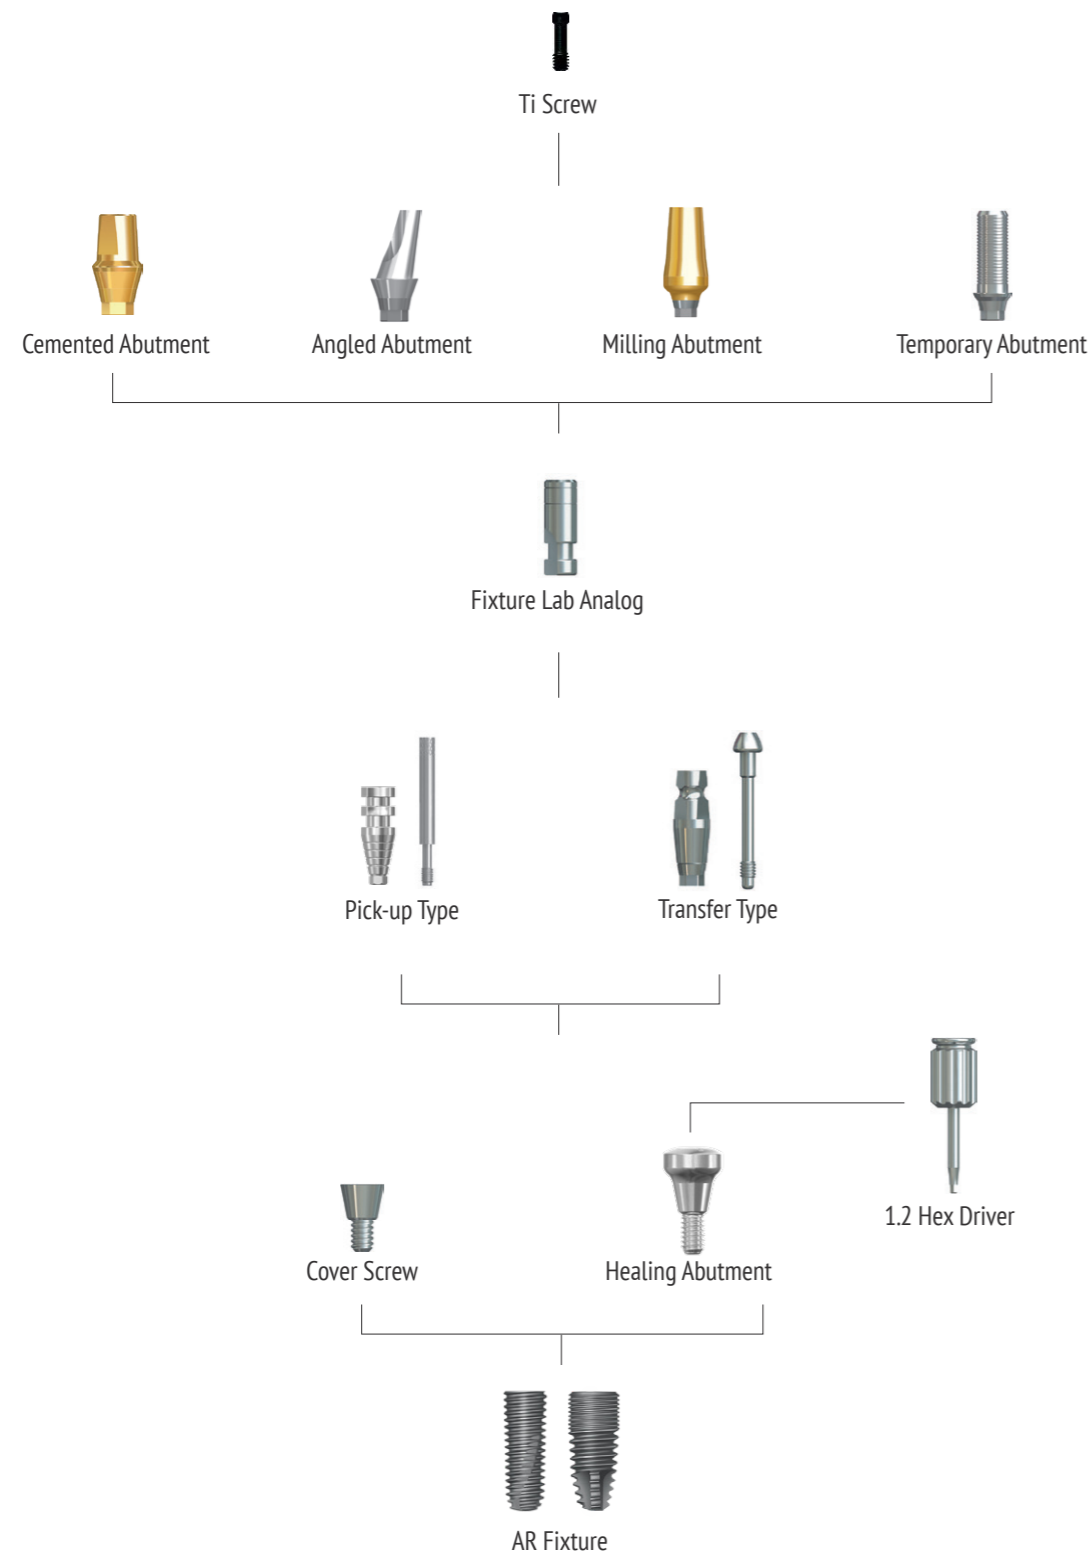 Ti Screw
Cemented Abutment
Angled Abutment
Milling Abutment
Temporary Abutment
Fixture Lab Analog
Pick-up Type
Transfer Type
1.2 Hex Driver
Cover Screw
Healing Abutment
AR Fixture